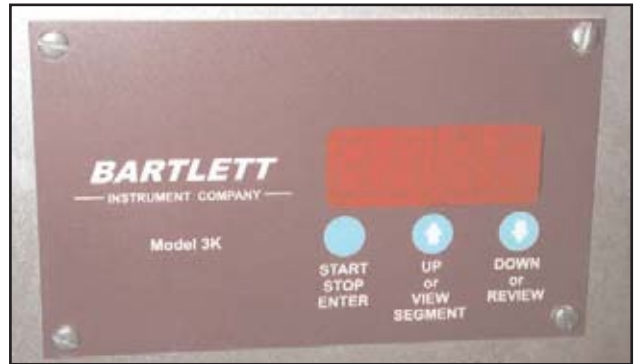 BARTLETT
INSTRUMENT COMPANY
Model 3K
START
STOP
ENTER
UP
or
VIEW
SEGMENT
DOWN
or
REVIEW